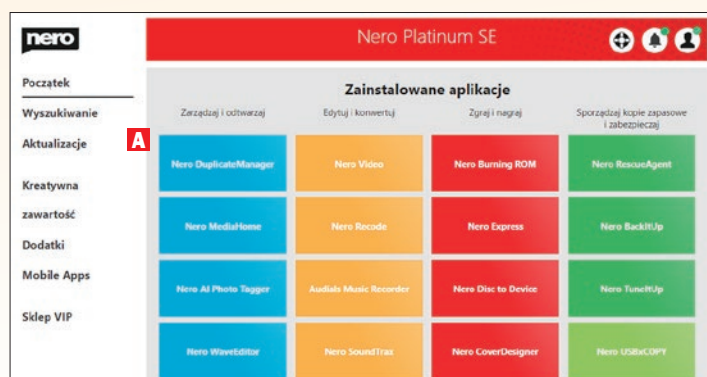 nero
Nero Platinum SE
Początek
Wyszukiwanie
Aktualizacje
Kreatywna
zawartość
Dodatki
Mobile Apps
Sklep VIP
A
Zainstalowane aplikacje
Zarządzaj i odtwarzaj
Edytuj i konwertuj
Zgraj i nagraj
Sporządzaj kopie zapasowe
i zabezpieczaj
Nero DuplicateManager
Nero Video
Nero Burning ROM
Nero RescueAgent
Nero MediaHome
Nero Recode
Nero Express
Nero BackItUp
Nero AI Photo Tagger
Audials Music Recorder
Nero Disc to Device
Nero TuneItUp
Nero WaveEditor
Nero SoundTrax
Nero CoverDesigner
Nero USBxCOPY